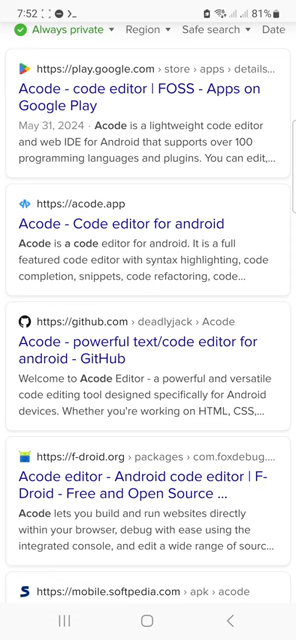 7:52
81%
Always private Region Safe search Date
https://play.google.com › store › apps › details...
Acode - code editor | FOSS - Apps on
Google Play
May 31, 2024 · Acode is a lightweight code editor
and web IDE for Android that supports over 100
programming languages and plugins. You can edit,...
https://acode.app
Acode - Code editor for android
Acode is a code editor for android. It is a full
featured code editor with syntax highlighting, code
completion, snippets, code refactoring, code...
https://github.com › deadlyjack › Acode
Acode - powerful text/code editor for
android - GitHub
Welcome to Acode Editor - a powerful and versatile
code editing tool designed specifically for Android
devices. Whether you're working on HTML, CSS,...
https://f-droid.org › packages › com.foxdebug....
Acode editor - Android code editor | F-
Droid - Free and Open Source ...
Acode lets you build and run websites directly
within your browser, debug with ease using the
integrated console, and edit a wide range of sourc...
https://mobile.softpedia.com › apk › acode